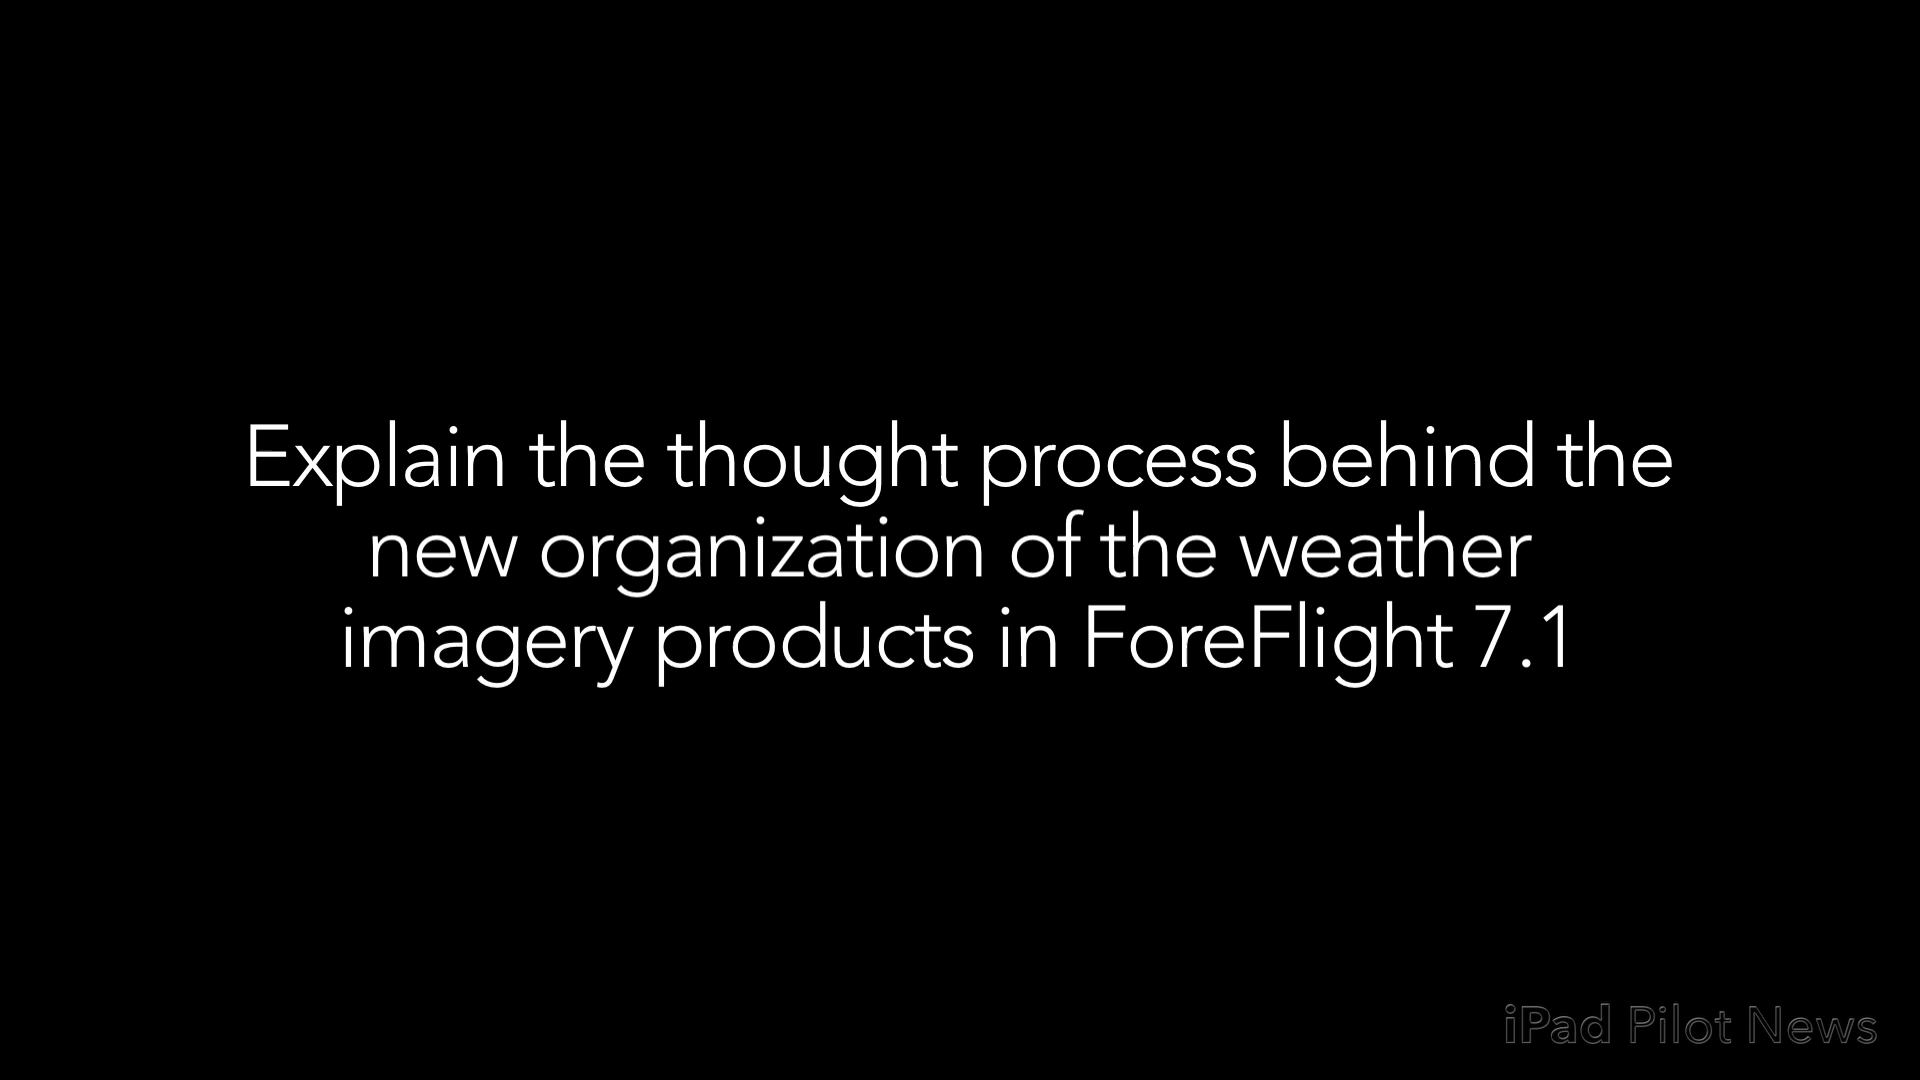 Explain the thought process behind the
new organization of the weather
imagery products in ForeFlight 7.1
iPad Pilot News